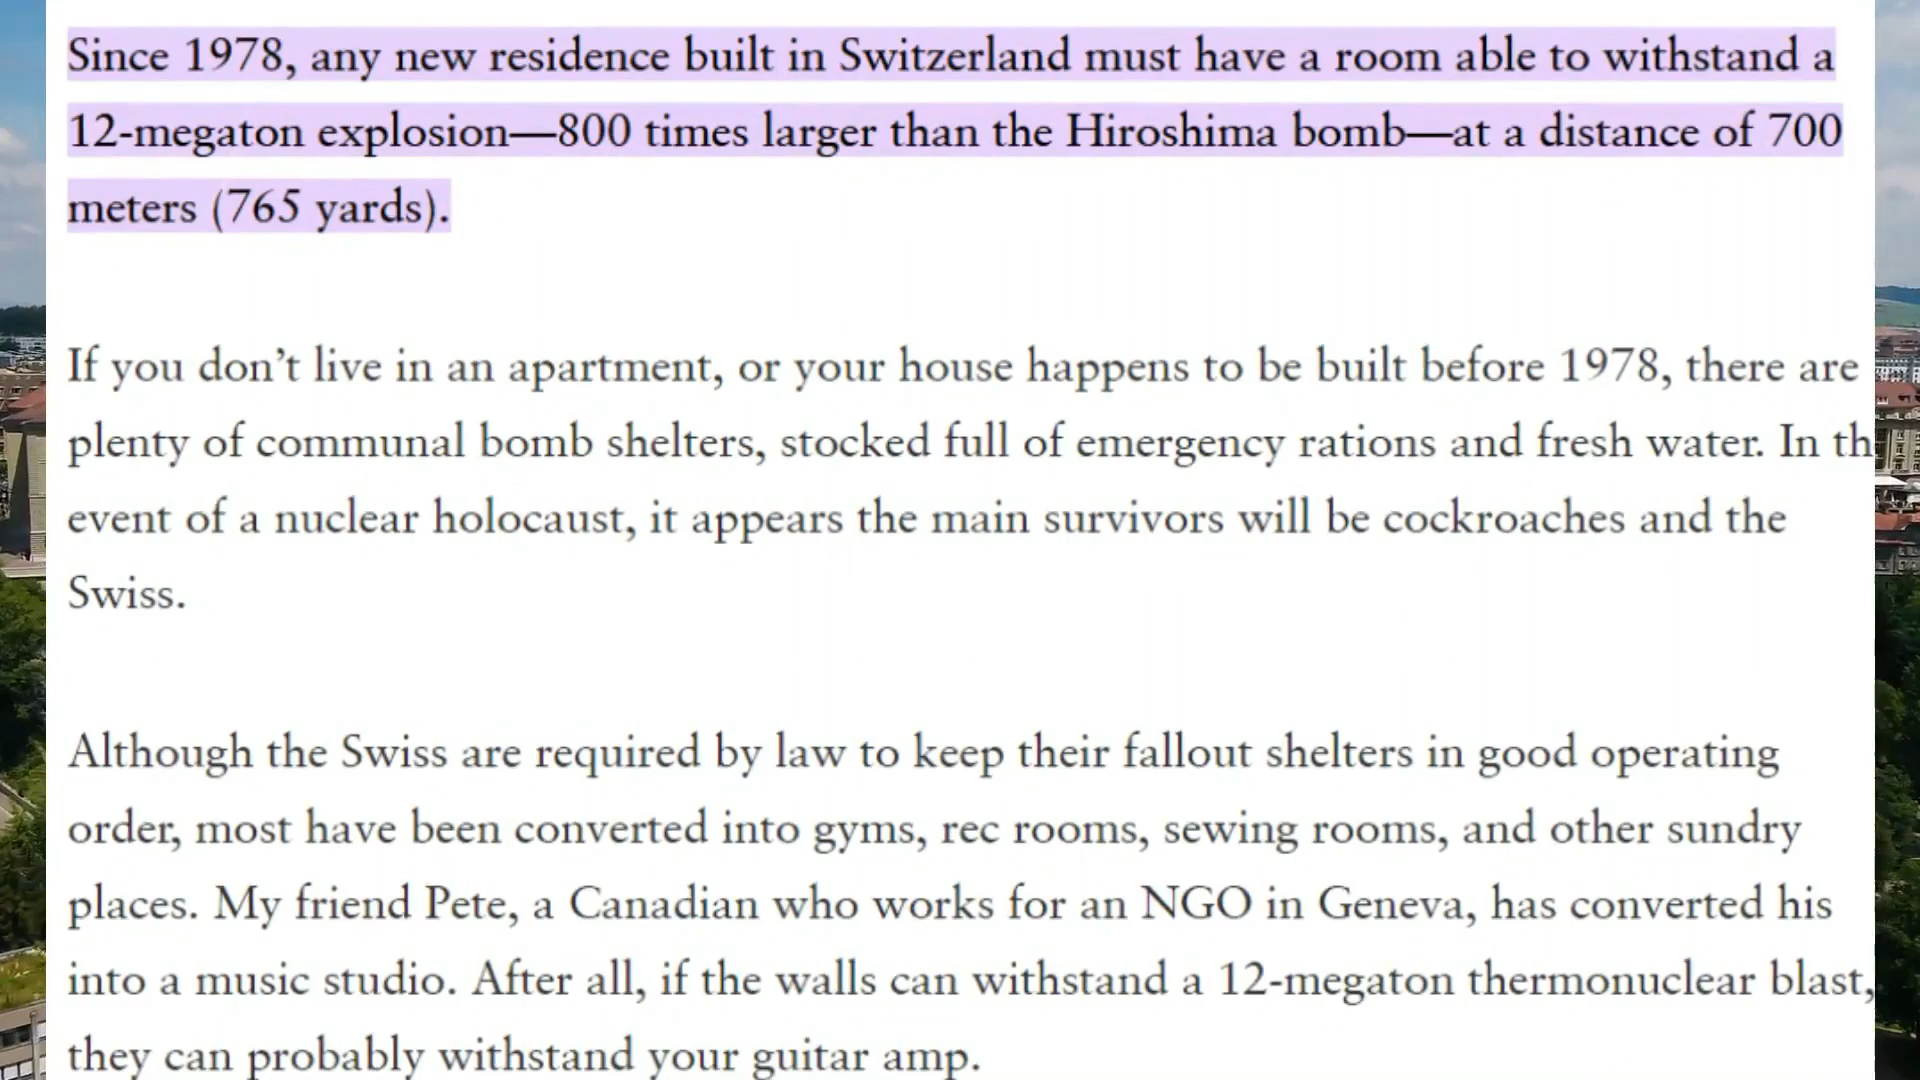 Since 1978, any new residence built in Switzerland must have a room able to withstand a
12-megaton explosion—800 times larger than the Hiroshima bomb—at a distance of 700
meters (765 yards).
If you don’t live in an apartment, or your house happens to be built before 1978, there are
plenty of communal bomb shelters, stocked full of emergency rations and fresh water. In th
event of a nuclear holocaust, it appears the main survivors will be cockroaches and the
Swiss.
Although the Swiss are required by law to keep their fallout shelters in good operating
order, most have been converted into gyms, rec rooms, sewing rooms, and other sundry
places. My friend Pete, a Canadian who works for an NGO in Geneva, has converted his
into a music studio. After all, if the walls can withstand a 12-megaton thermonuclear blast,
they can probably withstand your guitar amp.